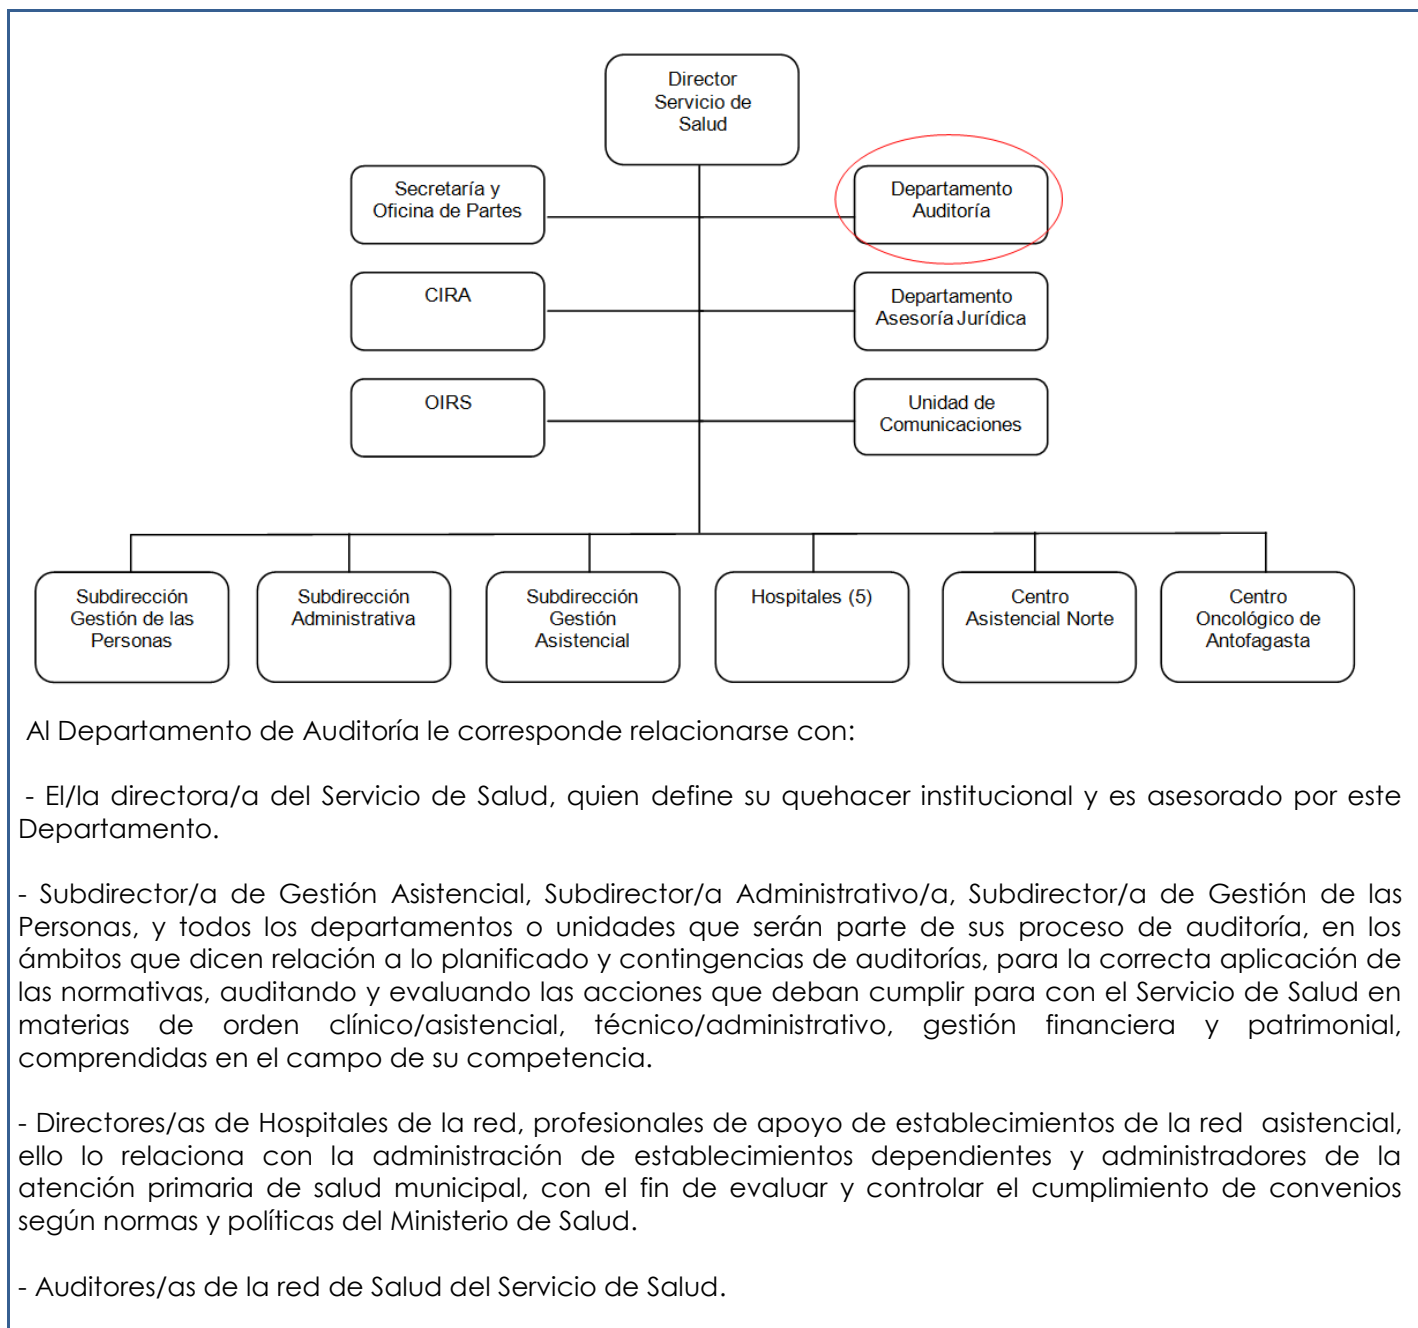 Director
Servicio de
Salud
Secretaría y
Oficina de Partes
Departamento
Auditoría
CIRA
Departamento
Asesoría Jurídica
OIRS
Unidad de
Comunicaciones
Subdirección
Gestión de las
Personas
Subdirección
Administrativa
Subdirección
Gestión
Asistencial
Hospitales (5)
Centro
Asistencial Norte
Centro
Oncológico de
Antofagasta
Al Departamento de Auditoría le corresponde relacionarse con:
- El/la directora/a del Servicio de Salud, quien define su quehacer institucional y es asesorado por este
Departamento.
- Subdirector/a de Gestión Asistencial, Subdirector/a Administrativo/a, Subdirector/a de Gestión de las
Personas, y todos los departamentos o unidades que serán parte de sus proceso de auditoría, en los
ámbitos que dicen relación a lo planificado y contingencias de auditorías, para la correcta aplicación de
las normativas, auditando y evaluando las acciones que deban cumplir para con el Servicio de Salud en
materias de orden clínico/asistencial, técnico/administrativo, gestión financiera y patrimonial,
comprendidas en el campo de su competencia.
- Directores/as de Hospitales de la red, profesionales de apoyo de establecimientos de la red asistencial,
ello lo relaciona con la administración de establecimientos dependientes y administradores de la
atención primaria de salud municipal, con el fin de evaluar y controlar el cumplimiento de convenios
según normas y políticas del Ministerio de Salud.
- Auditores/as de la red de Salud del Servicio de Salud.